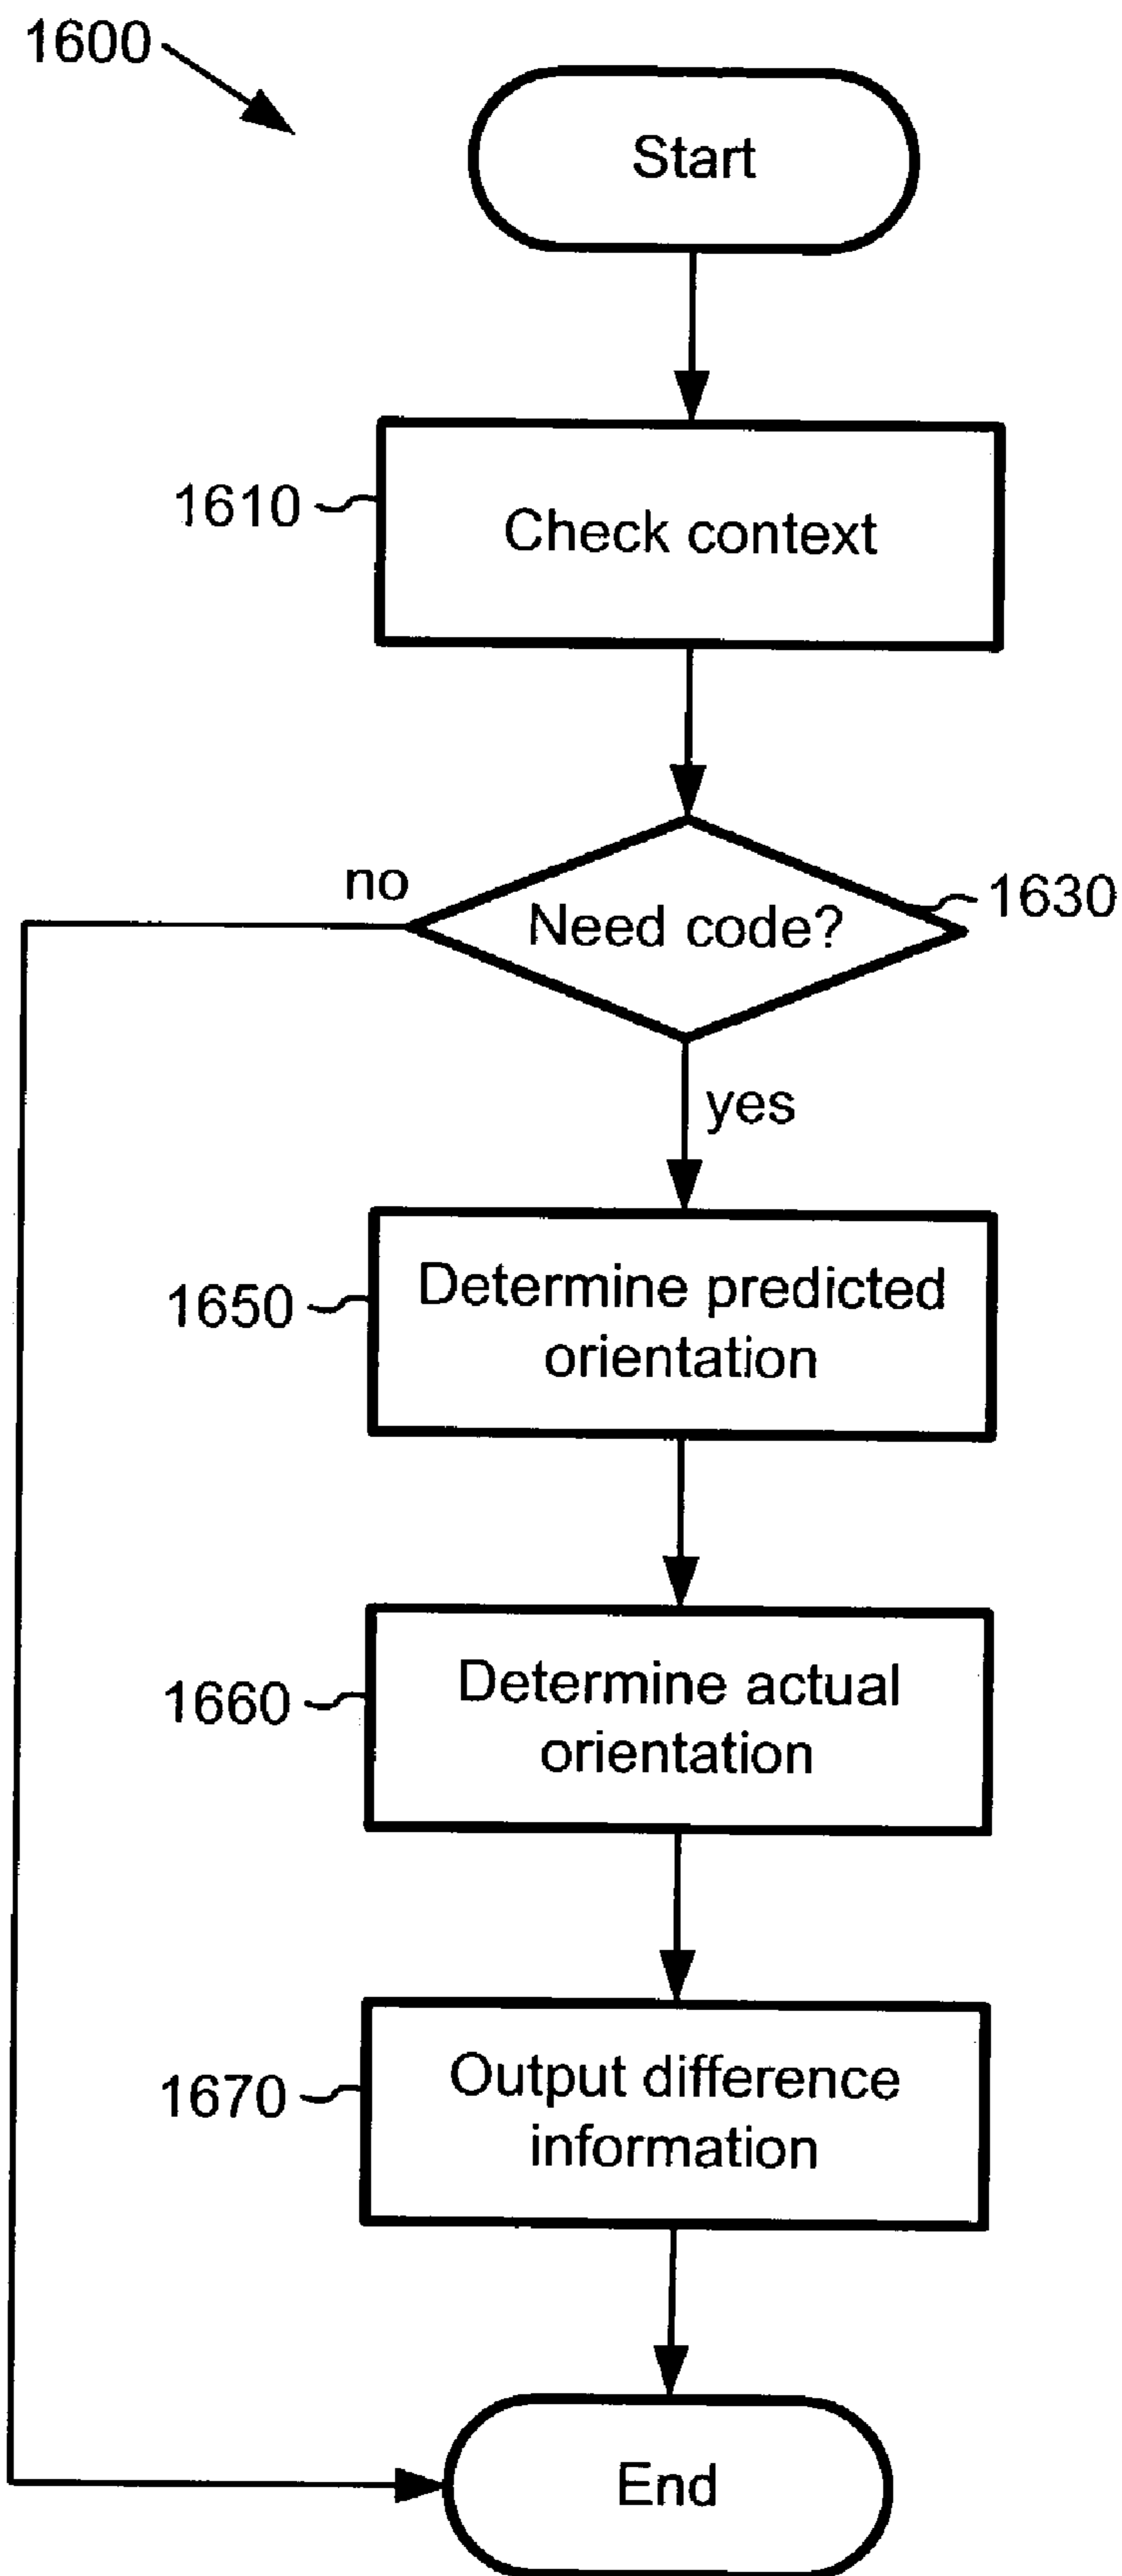 1600
Start
1610
Check context
no
Need code?
1630
yes
1650
Determine predicted
orientation
1660
Determine actual
orientation
1670
Output difference
information
End